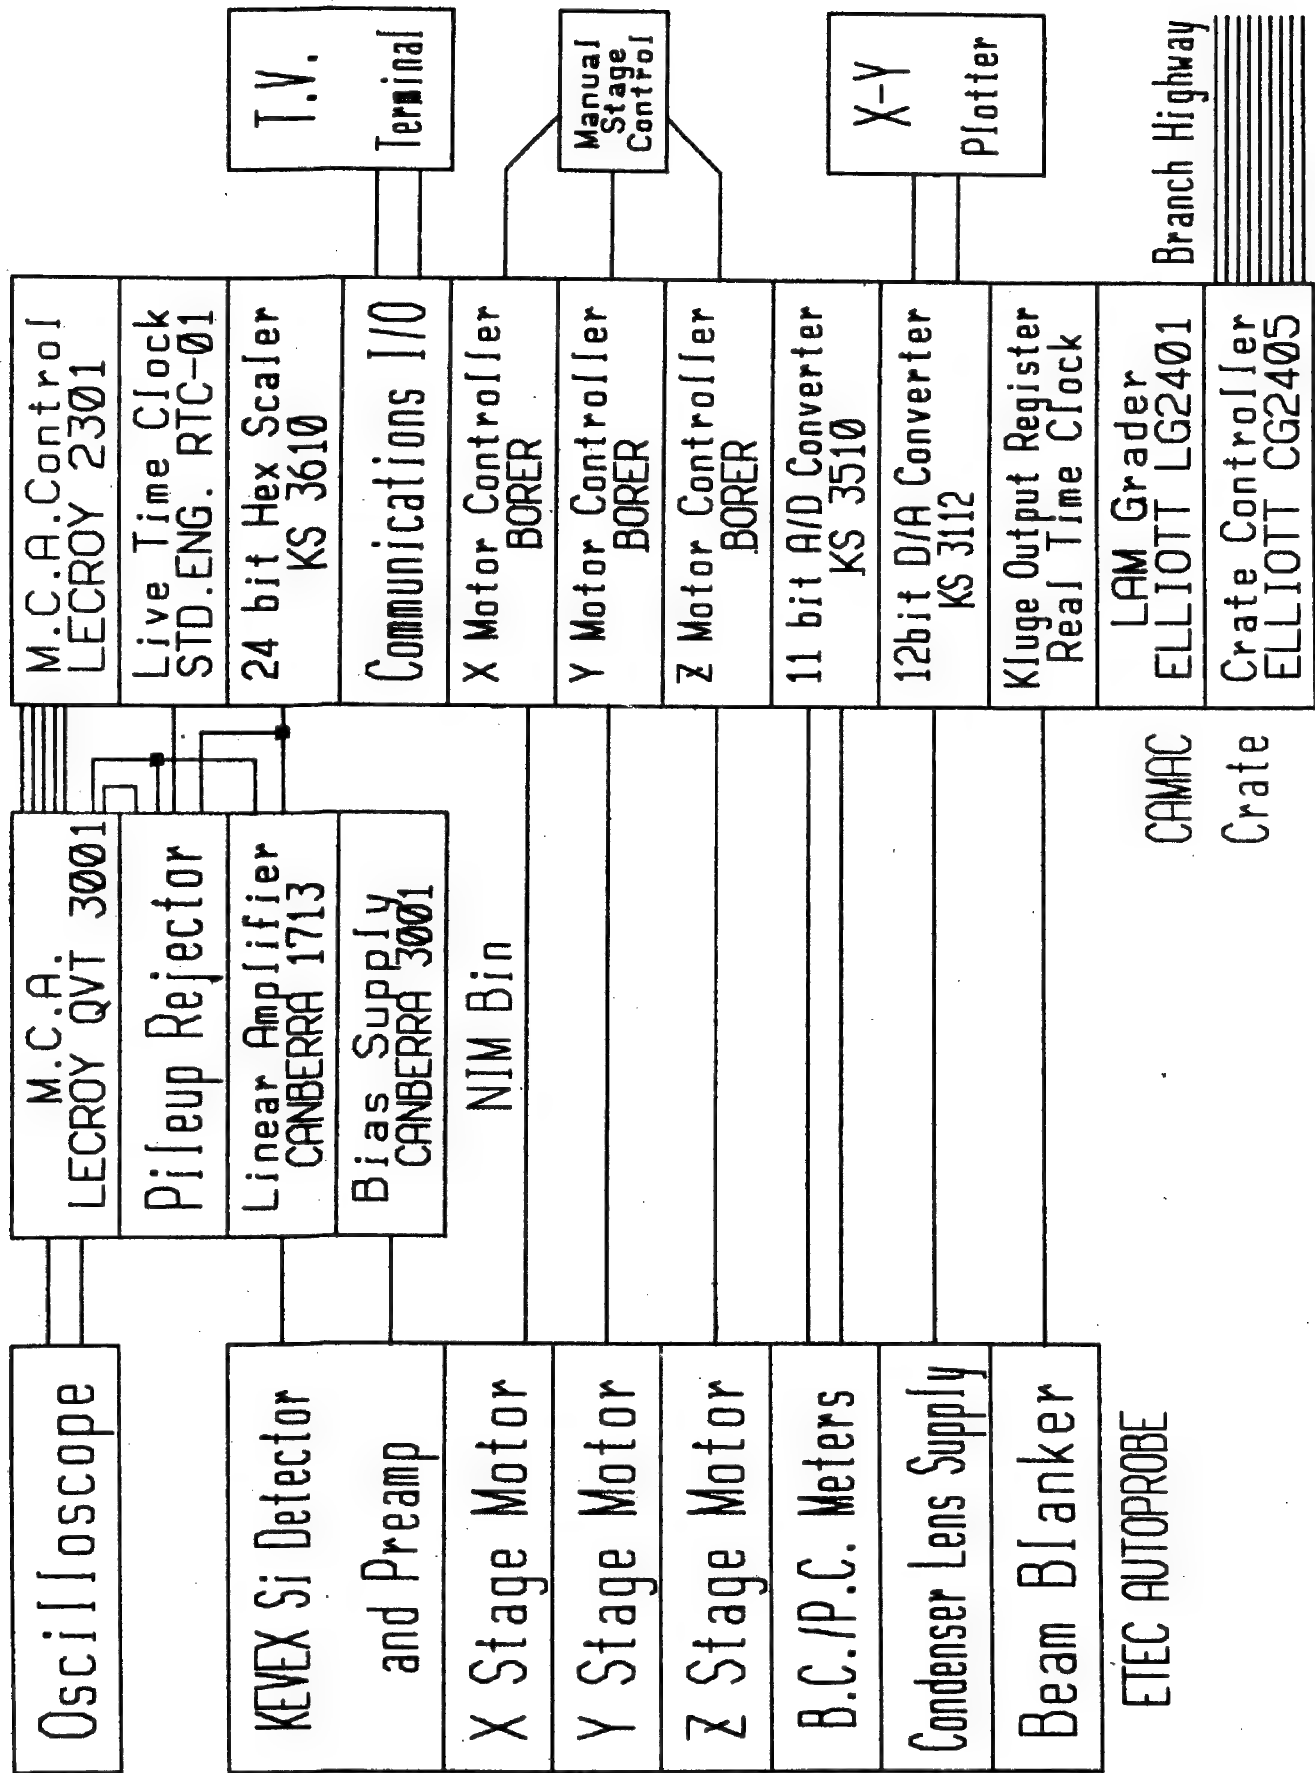 Oscilloscope
KEVEX Si Detector
and Preamp
X Stage Motor
Y Stage Motor
Z Stage Motor
B.C./P.C. Meters
Condenser Lens Supply
Beam Blanker
ETEC AUTOPROBE
M.C.A.
LECROY QVT 3001
Pileup Rejector
Linear Amplifier
CANBERRA 1713
Bias Supply
CANBERRA 3001
NIM Bin
M.C.A.Control
LECROY 2301
Live Time Clock
STD.ENG. RTC-01
24 bit Hex Scaler
KS 3610
Communications I/O
X Motor Controller
BORER
Y Motor Controller
BORER
Z Motor Controller
BORER
11 bit A/D Converter
KS 3510
12bit D/A Converter
KS 3112
Kluge Output Register
Real Time Clock
LAM Grader
ELLIOTT LG2401
Crate Controller
ELLIOTT CG2405
CAMAC
Crate
T.V.
Terminal
Manual
Stage
Control
X-Y
Plotter
Branch Highway